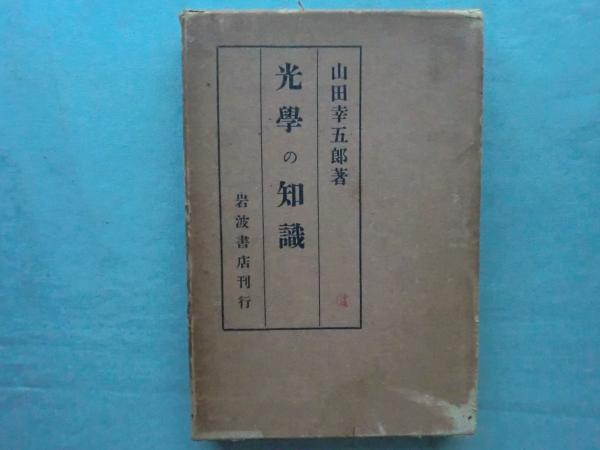 山田幸五郎著
光學の知識
岩波書店刊行